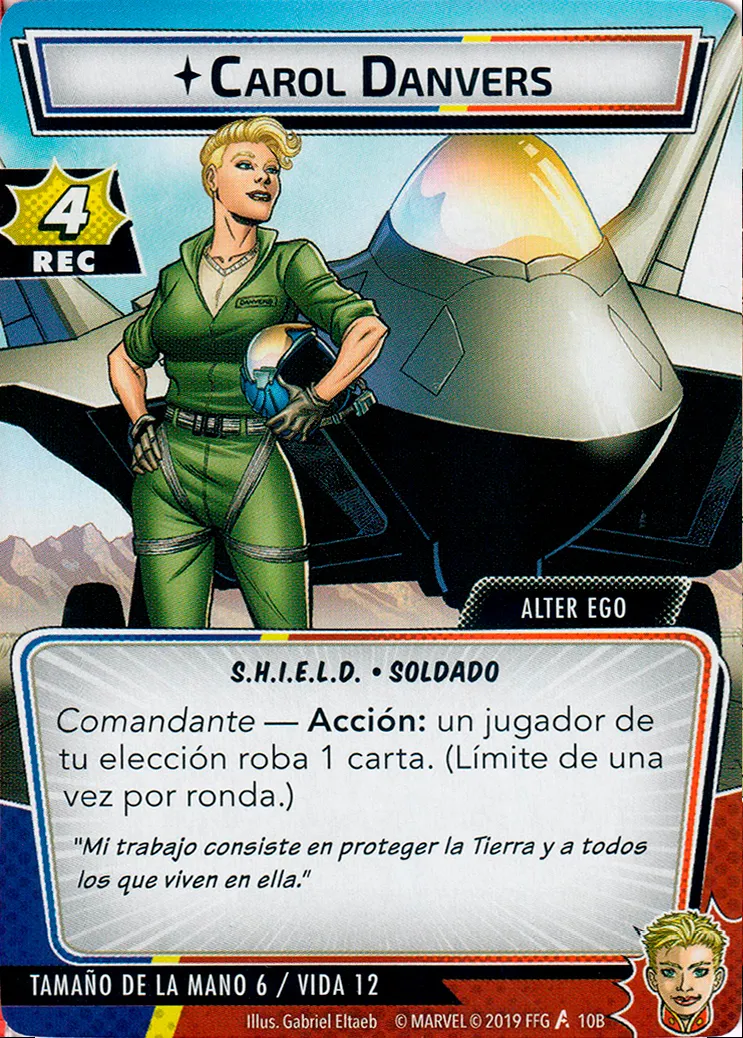 CAROL DANVERS
4
REC
DANVERS
ALTER EGO
S.H.I.E.L.D. • SOLDADO
Comandante — Acción: un jugador de
tu elección roba 1 carta. (Límite de una
vez por ronda.)
"Mi trabajo consiste en proteger la Tierra y a todos
los que viven en ella."
TAMAÑO DE LA MANO 6 / VIDA 12
Illus. Gabriel Eltaeb © MARVEL © 2019 FFG 10B